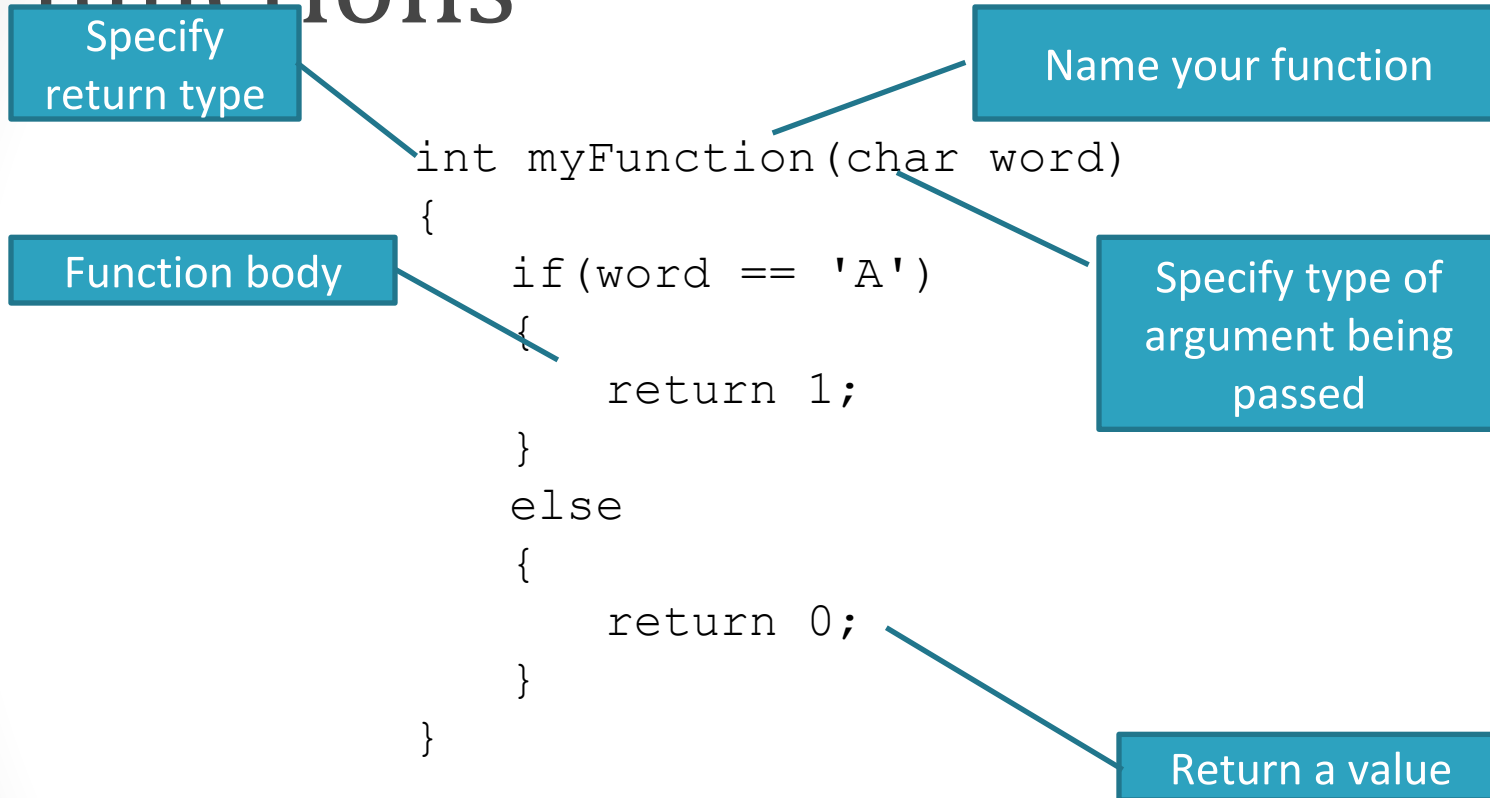 functions
Specify
return type
Name your function
int myFunction(char word)
{
Function body
if(word == 'A')
{
Specify type of
argument being
passed
return 1;
}
else
{
return 0;
}
}
Return a value